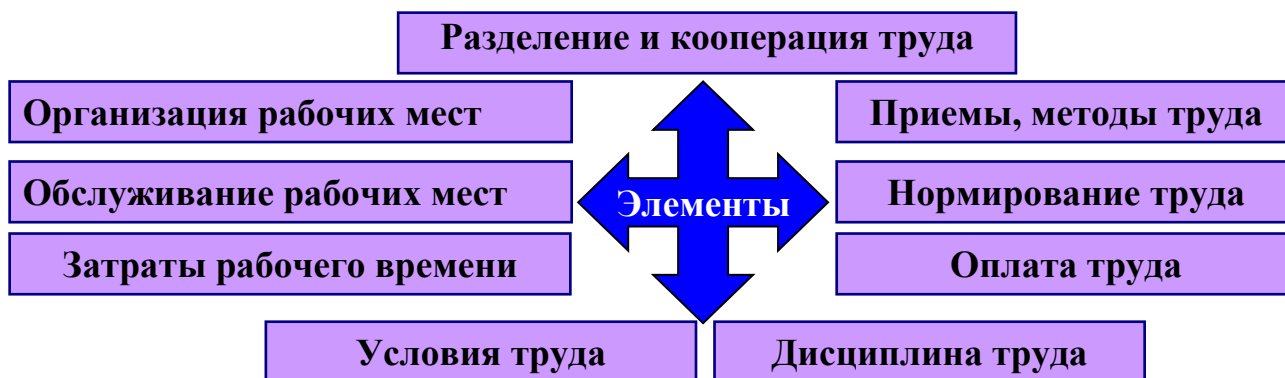 Разделение и кооперация труда
Организация рабочих мест
Приемы, методы труда
Обслуживание рабочих мест
Элементы
Нормирование труда
Затраты рабочего времени
Оплата труда
Условия труда
Дисциплина труда